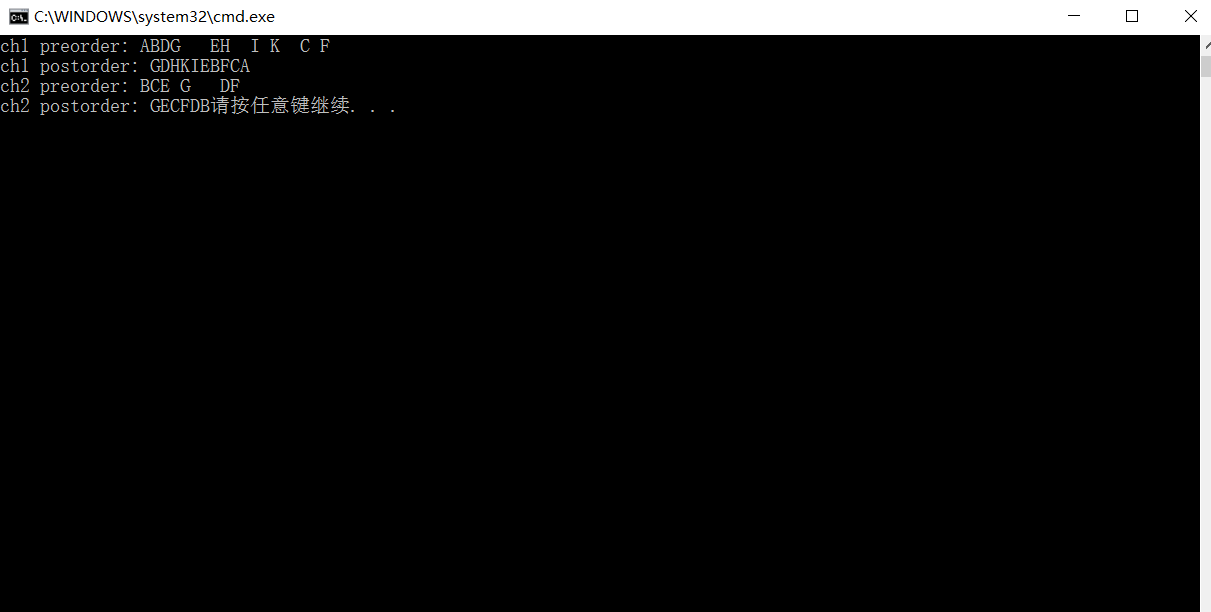 C:\WINDOWS\system32\cmd.exe
ch1 preorder: ABDG   EH  I K  C F
ch1 postorder: GDHKIEBFCA
ch2 preorder: BCE G   DF
ch2 postorder: GECFDB请按任意键继续. . .